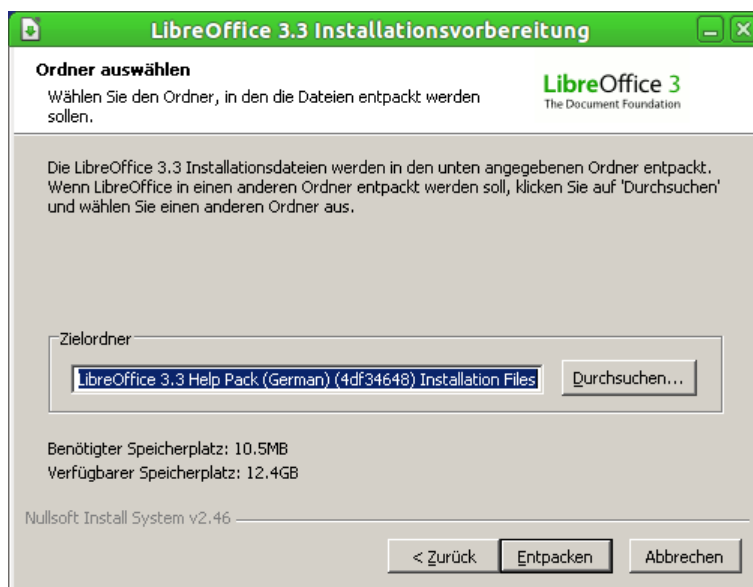 LibreOffice 3.3 Installationsvorbereitung
Ordner auswählen
Wählen Sie den Ordner, in den die Dateien entpackt werden
sollen.
LibreOffice 3
The Document Foundation
Die LibreOffice 3.3 Installationsdateien werden in den unten angegebenen Ordner entpackt.
Wenn LibreOffice in einen anderen Ordner entpackt werden soll, klicken Sie auf 'Durchsuchen'
und wählen Sie einen anderen Ordner aus.
Zielordner
LibreOffice 3.3 Help Pack (German) (4df34648) Installation Files
Durchsuchen...
Benötigter Speicherplatz: 10.5MB
Verfügbarer Speicherplatz: 12.4GB
Nullsoft Install System v2.46
< Zurück
Entpacken
Abbrechen